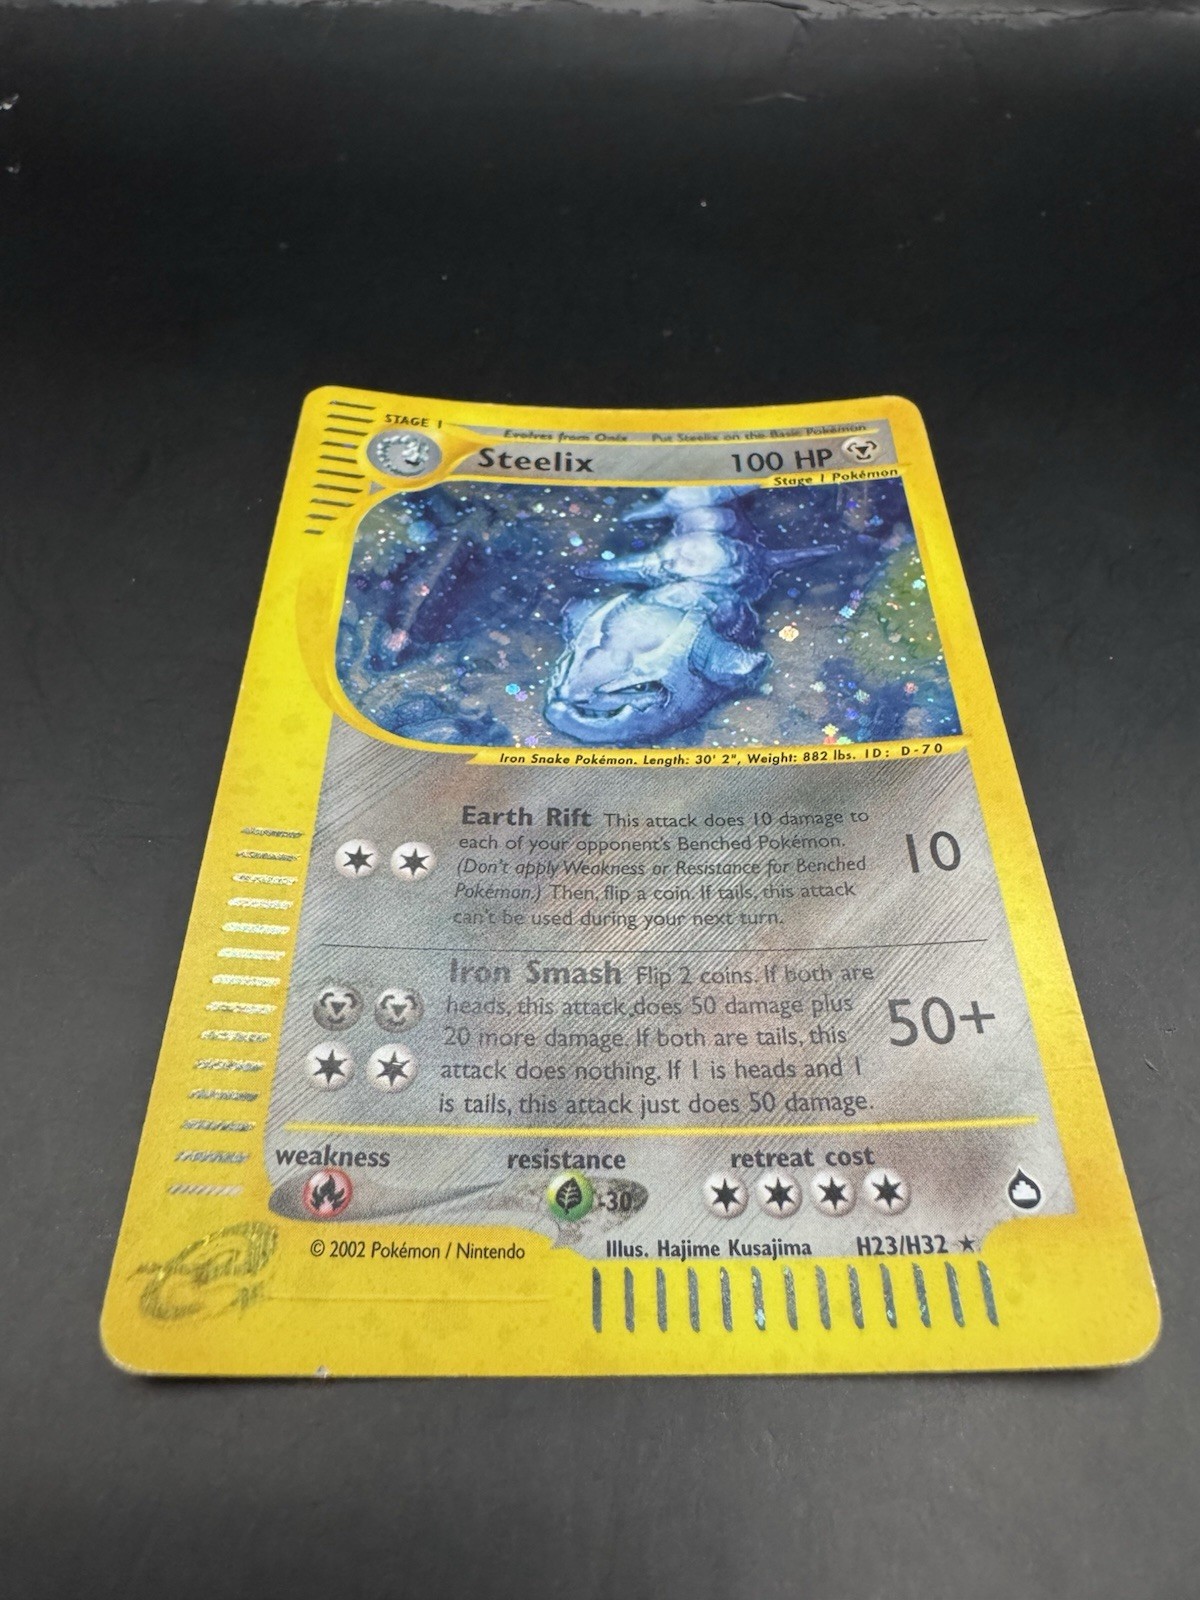 STAGE 1
Evolves from Onix Put Steelix on the Basic Pokémon
Steelix 100 HP
Stage 1 Pokémon
Iron Snake Pokémon. Length: 30' 2", Weight: 882 lbs. ID: D-70
Earth Rift This attack does 10 damage to
each of your opponent's Benched Pokémon.
(Don't apply Weakness or Resistance for Benched
Pokémon.) Then, flip a coin. If tails, this attack
can't be used during your next turn.
10
Iron Smash Flip 2 coins. If both are
heads, this attack does 50 damage plus
20 more damage. If both are tails, this
attack does nothing. If 1 is heads and 1
is tails, this attack just does 50 damage.
50+
weakness resistance retreat cost
-30
© 2002 Pokémon / Nintendo Illus. Hajime Kusajima H23/H32